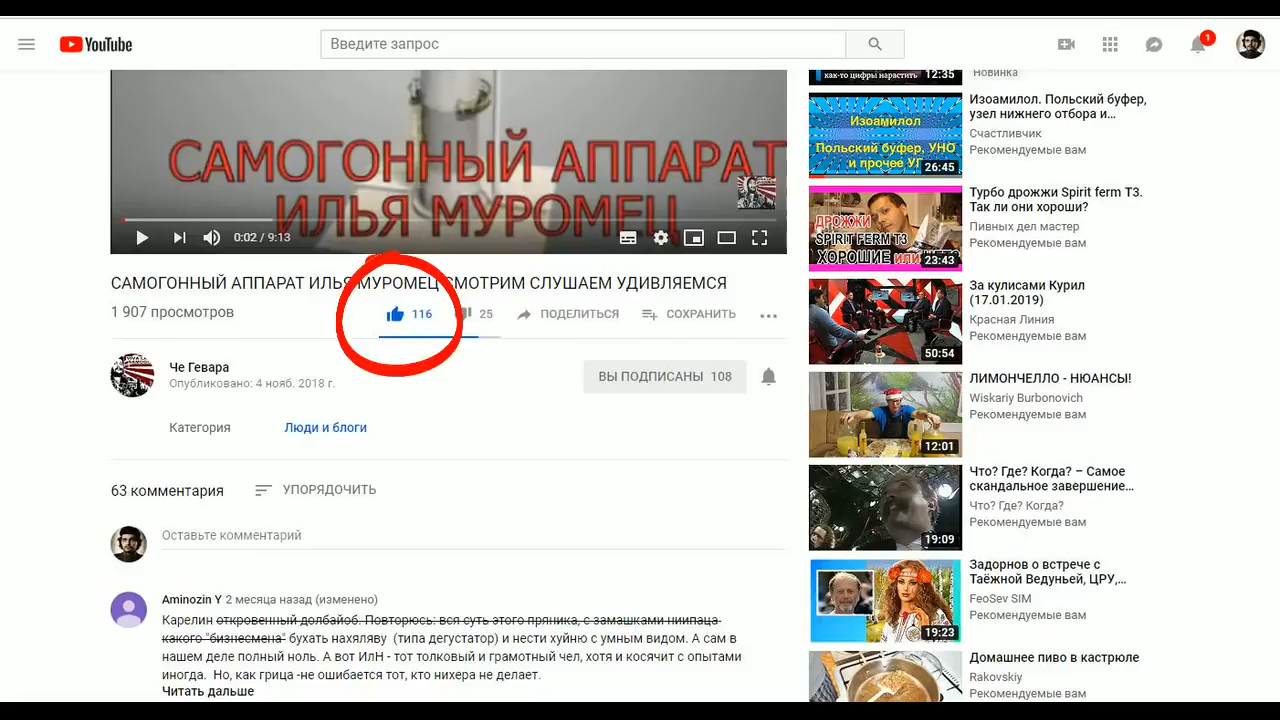 YouTube
Введите запрос
1
САМОГОННЫЙ АППАРАТ
ИЛЬЯ МУРОМЕЦ
0:02 / 9:13
САМОГОННЫЙ АППАРАТ ИЛЬЯ МУРОМЕЦ СМОТРИМ СЛУШАЕМ УДИВЛЯЕМСЯ
1 907 просмотров
116
25
ПОДЕЛИТЬСЯ
СОХРАНИТЬ
Че Гевара
Опубликовано: 4 нояб. 2018 г.
ВЫ ПОДПИСАНЫ 108
Категория
Люди и блоги
63 комментария
УПОРЯДОЧИТЬ
Оставьте комментарий
Aminozin Y 2 месяца назад (изменено)
Карелин откровенный долбайоб. Повторюсь: вся суть этого пряника, с замашками ниипаца-
какого "бизнесмена" бухать нахяляву (типа дегустатор) и нести хуйню с умным видом. А сам в
нашем деле полный ноль. А вот ИлН - тот толковый и грамотный чел, хотя и косячит с опытами
иногда. Но, как грица -не ошибается тот, кто нихера не делает.
Читать дальше
как-то цифры нарастить
12:35
Новинка
Изоамилол
Польский буфер, УНО
и прочее
26:45
Изоамилол. Польский буфер,
узел нижнего отбора и…
Счастливчик
Рекомендуемые вам
ДРОЖЖИ
SPIRIT FERM T3
ХОРОШИЕ ИЛИ
23:43
Турбо дрожжи Spirit ferm T3.
Так ли они хороши?
Пивных дел мастер
Рекомендуемые вам
50:54
За кулисами Курил
(17.01.2019)
Красная Линия
Рекомендуемые вам
12:01
ЛИМОНЧЕЛЛО - НЮАНСЫ!
Wiskariy Burbonovich
Рекомендуемые вам
19:09
Что? Где? Когда? – Самое
скандальное завершение…
Что? Где? Когда?
Рекомендуемые вам
19:23
Задорнов о встрече с
Таёжной Ведуньей, ЦРУ,…
FeoSev SIM
Рекомендуемые вам
Домашнее пиво в кастрюле
Rakovskiy
Рекомендуемые вам